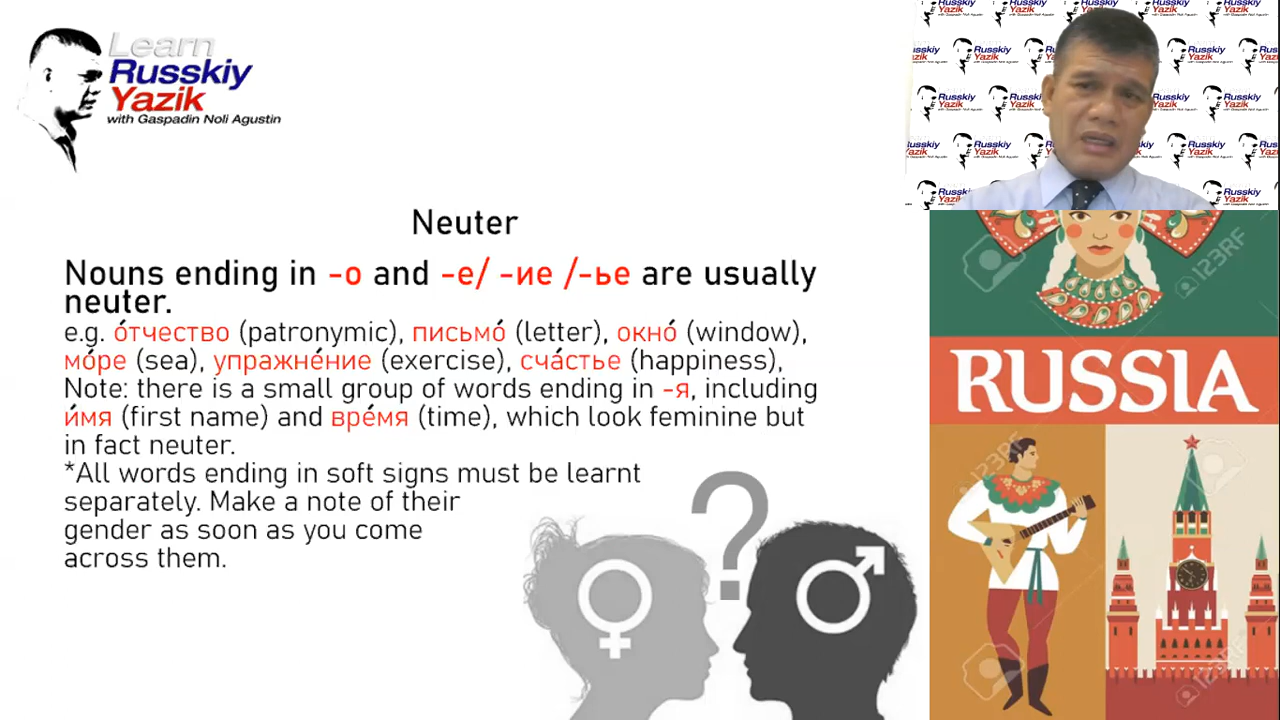 Learn
Russkiy
Yazik
with Gaspadin Noli Agustin
Neuter
Nouns ending in -о and -е/ -ие /-ье are usually
neuter.
e.g. о́тчество (patronymic), письмо́ (letter), окно́ (window),
мо́ре (sea), упражне́ние (exercise), сча́стье (happiness),
Note: there is a small group of words ending in -я, including
и́мя (first name) and вре́мя (time), which look feminine but
in fact neuter.
*All words ending in soft signs must be learnt
separately. Make a note of their
gender as soon as you come
across them.
?
RUSSIA